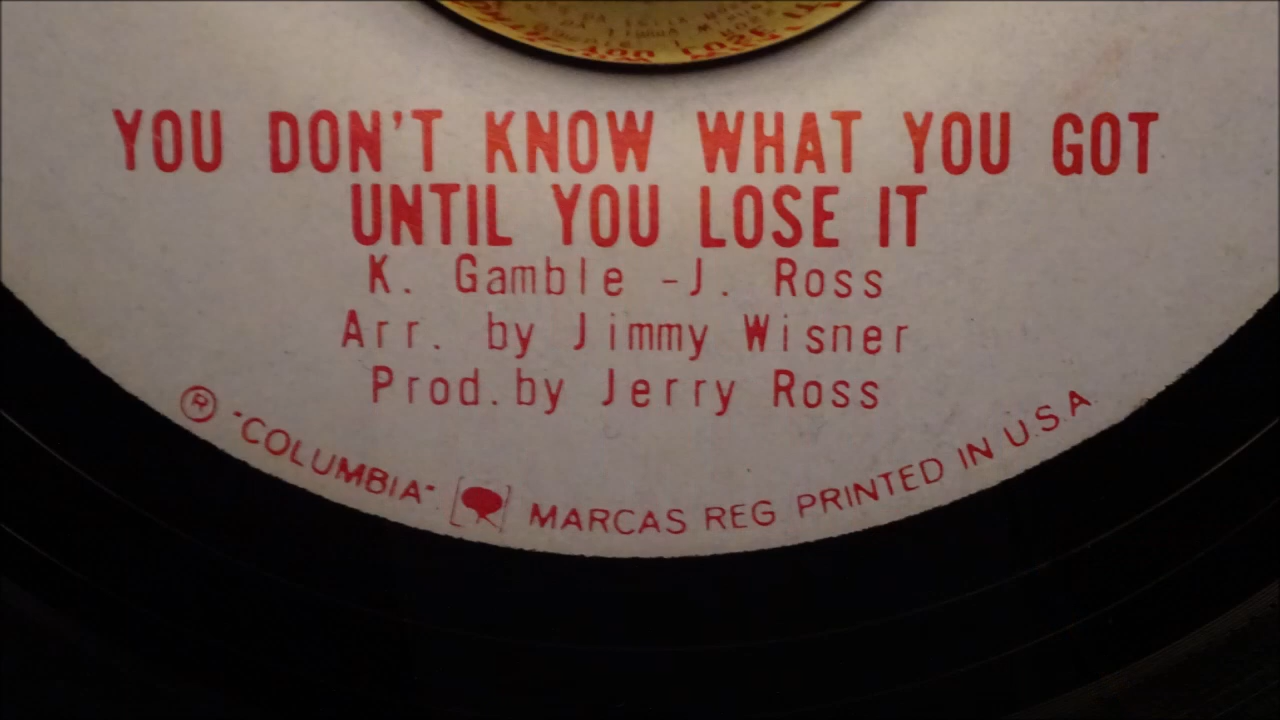 YOU DON'T KNOW WHAT YOU GOT
UNTIL YOU LOSE IT
K. Gamble -J. Ross
Arr. by Jimmy Wisner
Prod.by Jerry Ross
® "COLUMBIA" MARCAS REG PRINTED IN U.S.A.